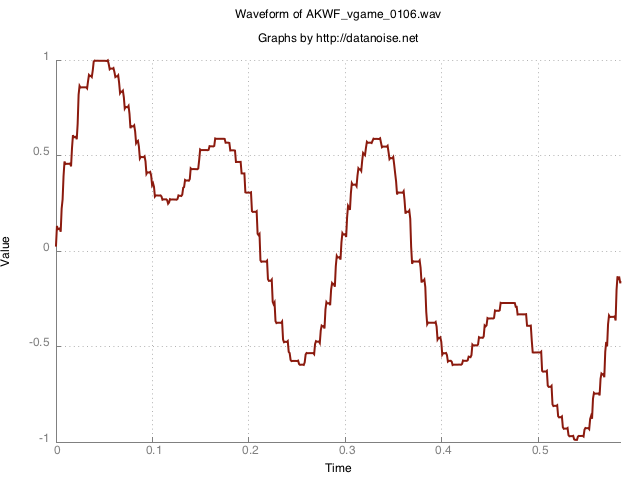 Waveform of AKWF_vgame_0106.wav
Graphs by http://datanoise.net
1
0.5
0
-0.5
-1
Value
0 0.1 0.2 0.3 0.4 0.5
Time